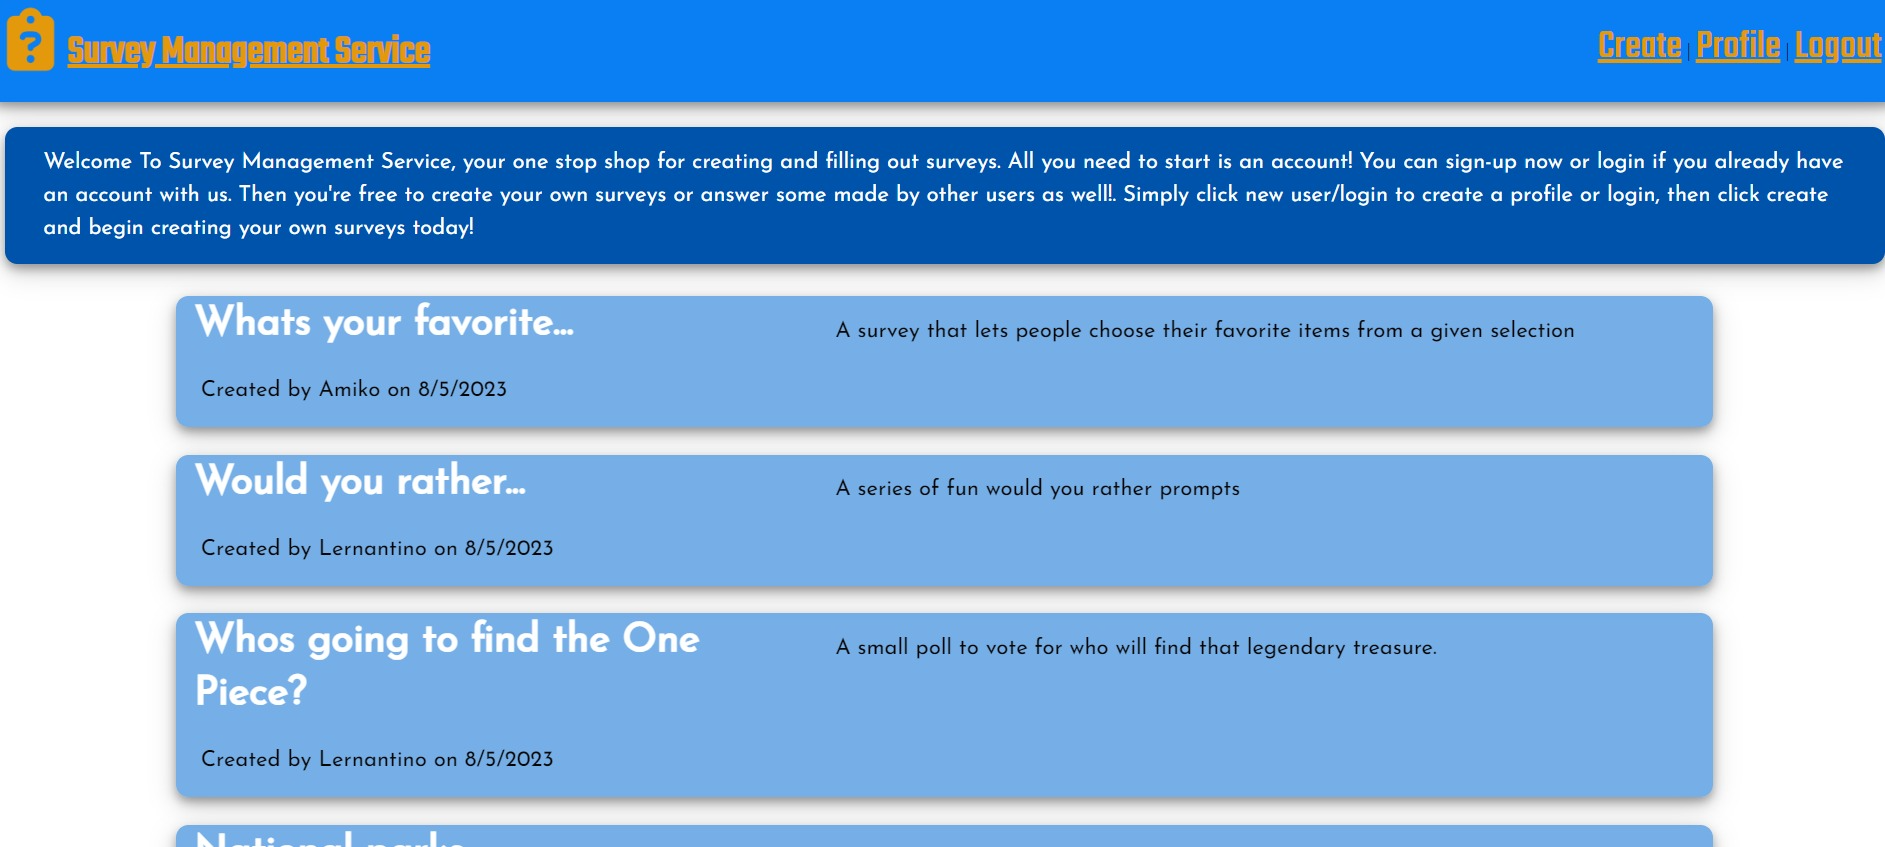 ?
Survey Management Service
Create | Profile | Logout
Welcome To Survey Management Service, your one stop shop for creating and filling out surveys. All you need to start is an account! You can sign-up now or login if you already have
an account with us. Then you're free to create your own surveys or answer some made by other users as well!. Simply click new user/login to create a profile or login, then click create
and begin creating your own surveys today!
Whats your favorite...
A survey that lets people choose their favorite items from a given selection
Created by Amiko on 8/5/2023
Would you rather...
A series of fun would you rather prompts
Created by Lernantino on 8/5/2023
Whos going to find the One
Piece?
A small poll to vote for who will find that legendary treasure.
Created by Lernantino on 8/5/2023
National parks